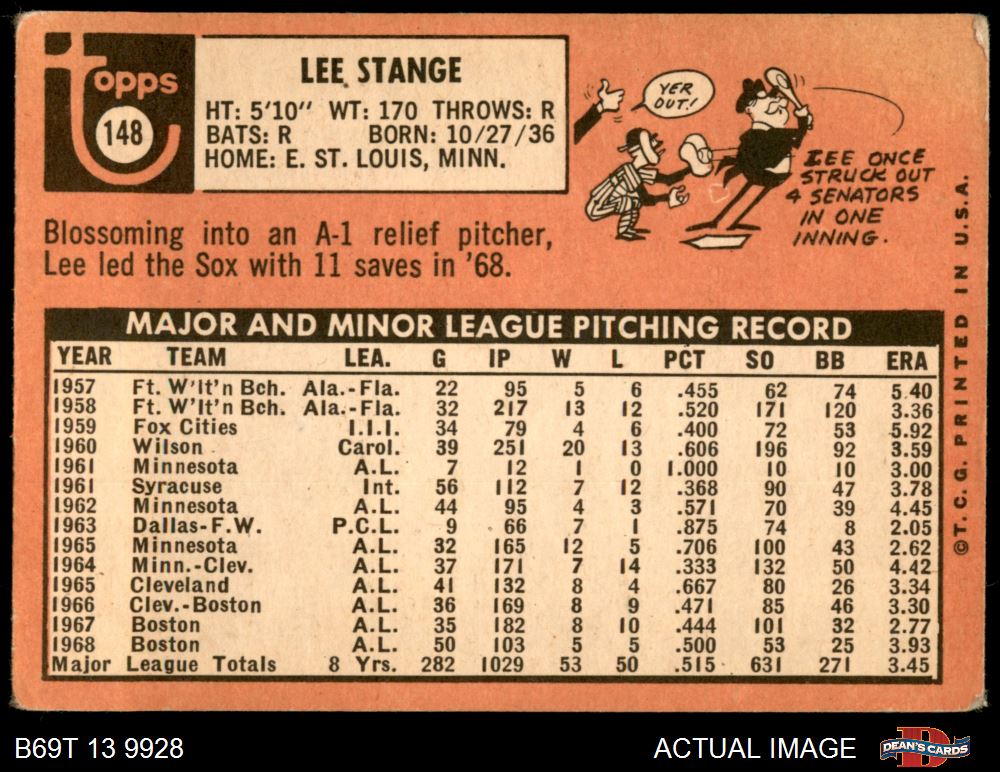 topps
148
LEE STANGE
HT: 5'10" WT: 170 THROWS: R
BATS: R BORN: 10/27/36
HOME: E. ST. LOUIS, MINN.
YER OUT!
LEE ONCE
STRUCK OUT
4 SENATORS
IN ONE
INNING.
Blossoming into an A-1 relief pitcher,
Lee led the Sox with 11 saves in '68.
©T.C.G. PRINTED IN U.S.A.
MAJOR AND MINOR LEAGUE PITCHING RECORD
YEAR TEAM LEA. G IP W L PCT SO BB ERA
1957 Ft. W'lt'n Bch. Ala.-Fla. 22 95 5 6 .455 62 74 5.40
1958 Ft. W'lt'n Bch. Ala.-Fla. 32 217 13 12 .520 171 120 3.36
1959 Fox Cities I.I.I. 34 79 4 6 .400 72 53 5.92
1960 Wilson Carol. 39 251 20 13 .606 196 92 3.59
1961 Minnesota A.L. 7 12 1 0 1.000 10 10 3.00
1961 Syracuse Int. 56 112 7 12 .368 90 47 3.78
1962 Minnesota A.L. 44 95 4 3 .571 70 39 4.45
1963 Dallas-F.W. P.C.L. 9 66 7 1 .875 74 8 2.05
1965 Minnesota A.L. 32 165 12 5 .706 100 43 2.62
1964 Minn.-Clev. A.L. 37 171 7 14 .333 132 50 4.42
1965 Cleveland A.L. 41 132 8 4 .667 80 26 3.34
1966 Clev.-Boston A.L. 36 169 8 9 .471 85 46 3.30
1967 Boston A.L. 35 182 8 10 .444 101 32 2.77
1968 Boston A.L. 50 103 5 5 .500 53 25 3.93
Major League Totals 8 Yrs. 282 1029 53 50 .515 631 271 3.45
B69T 13 9928
ACTUAL IMAGE
DEAN'S CARDS